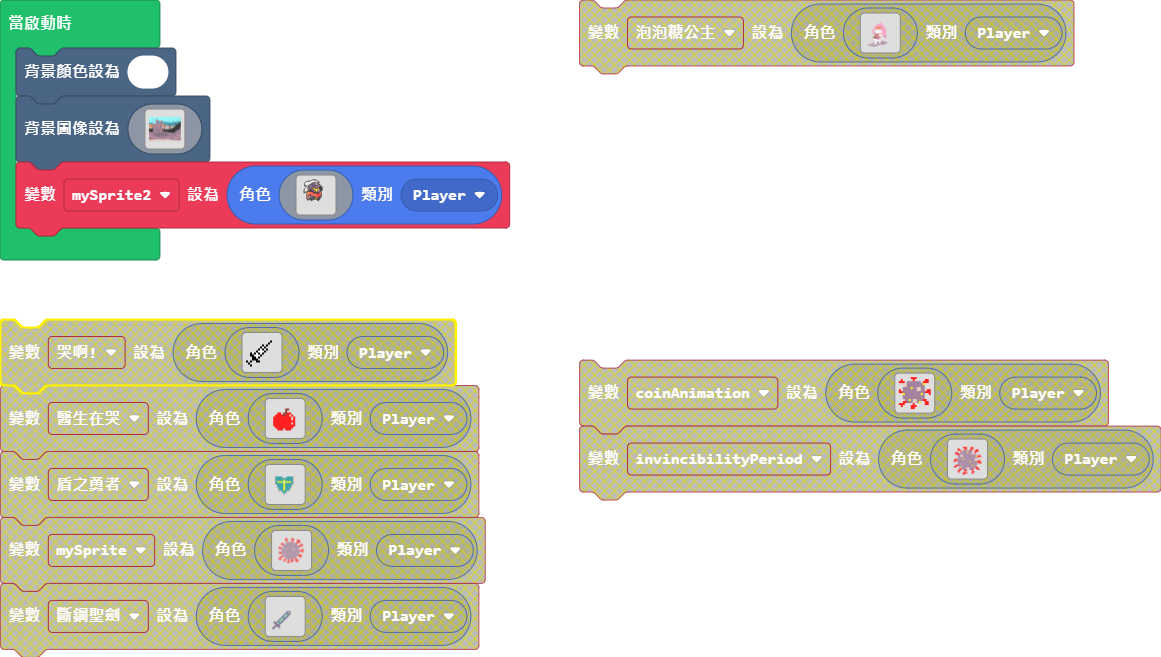 當啟動時
背景顏色設為
背景圖像設為
變數 mySprite2 設為 角色 類別 Player
變數 泡泡糖公主 設為 角色 類別 Player
變數 哭啊! 設為 角色 類別 Player
變數 醫生在哭 設為 角色 類別 Player
變數 盾之勇者 設為 角色 類別 Player
變數 mySprite 設為 角色 類別 Player
變數 斷鋼聖劍 設為 角色 類別 Player
變數 coinAnimation 設為 角色 類別 Player
變數 invincibilityPeriod 設為 角色 類別 Player